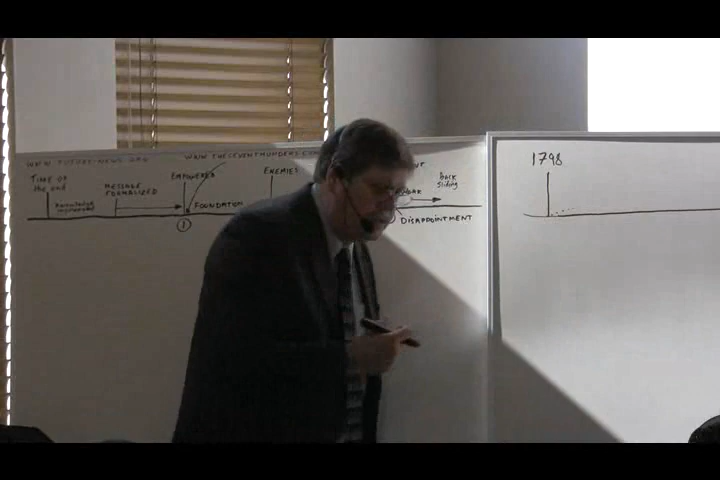 WWW.FUTURE-NEWS.ORG
WWW.THESEVENTHUNDERS.COM
TIME OF
the end
MESSAGE
FORMALIZED
EMPOWERED
ENEMIES
FOUNDATION
1
back
sliding
DISAPPOINTMENT
1798